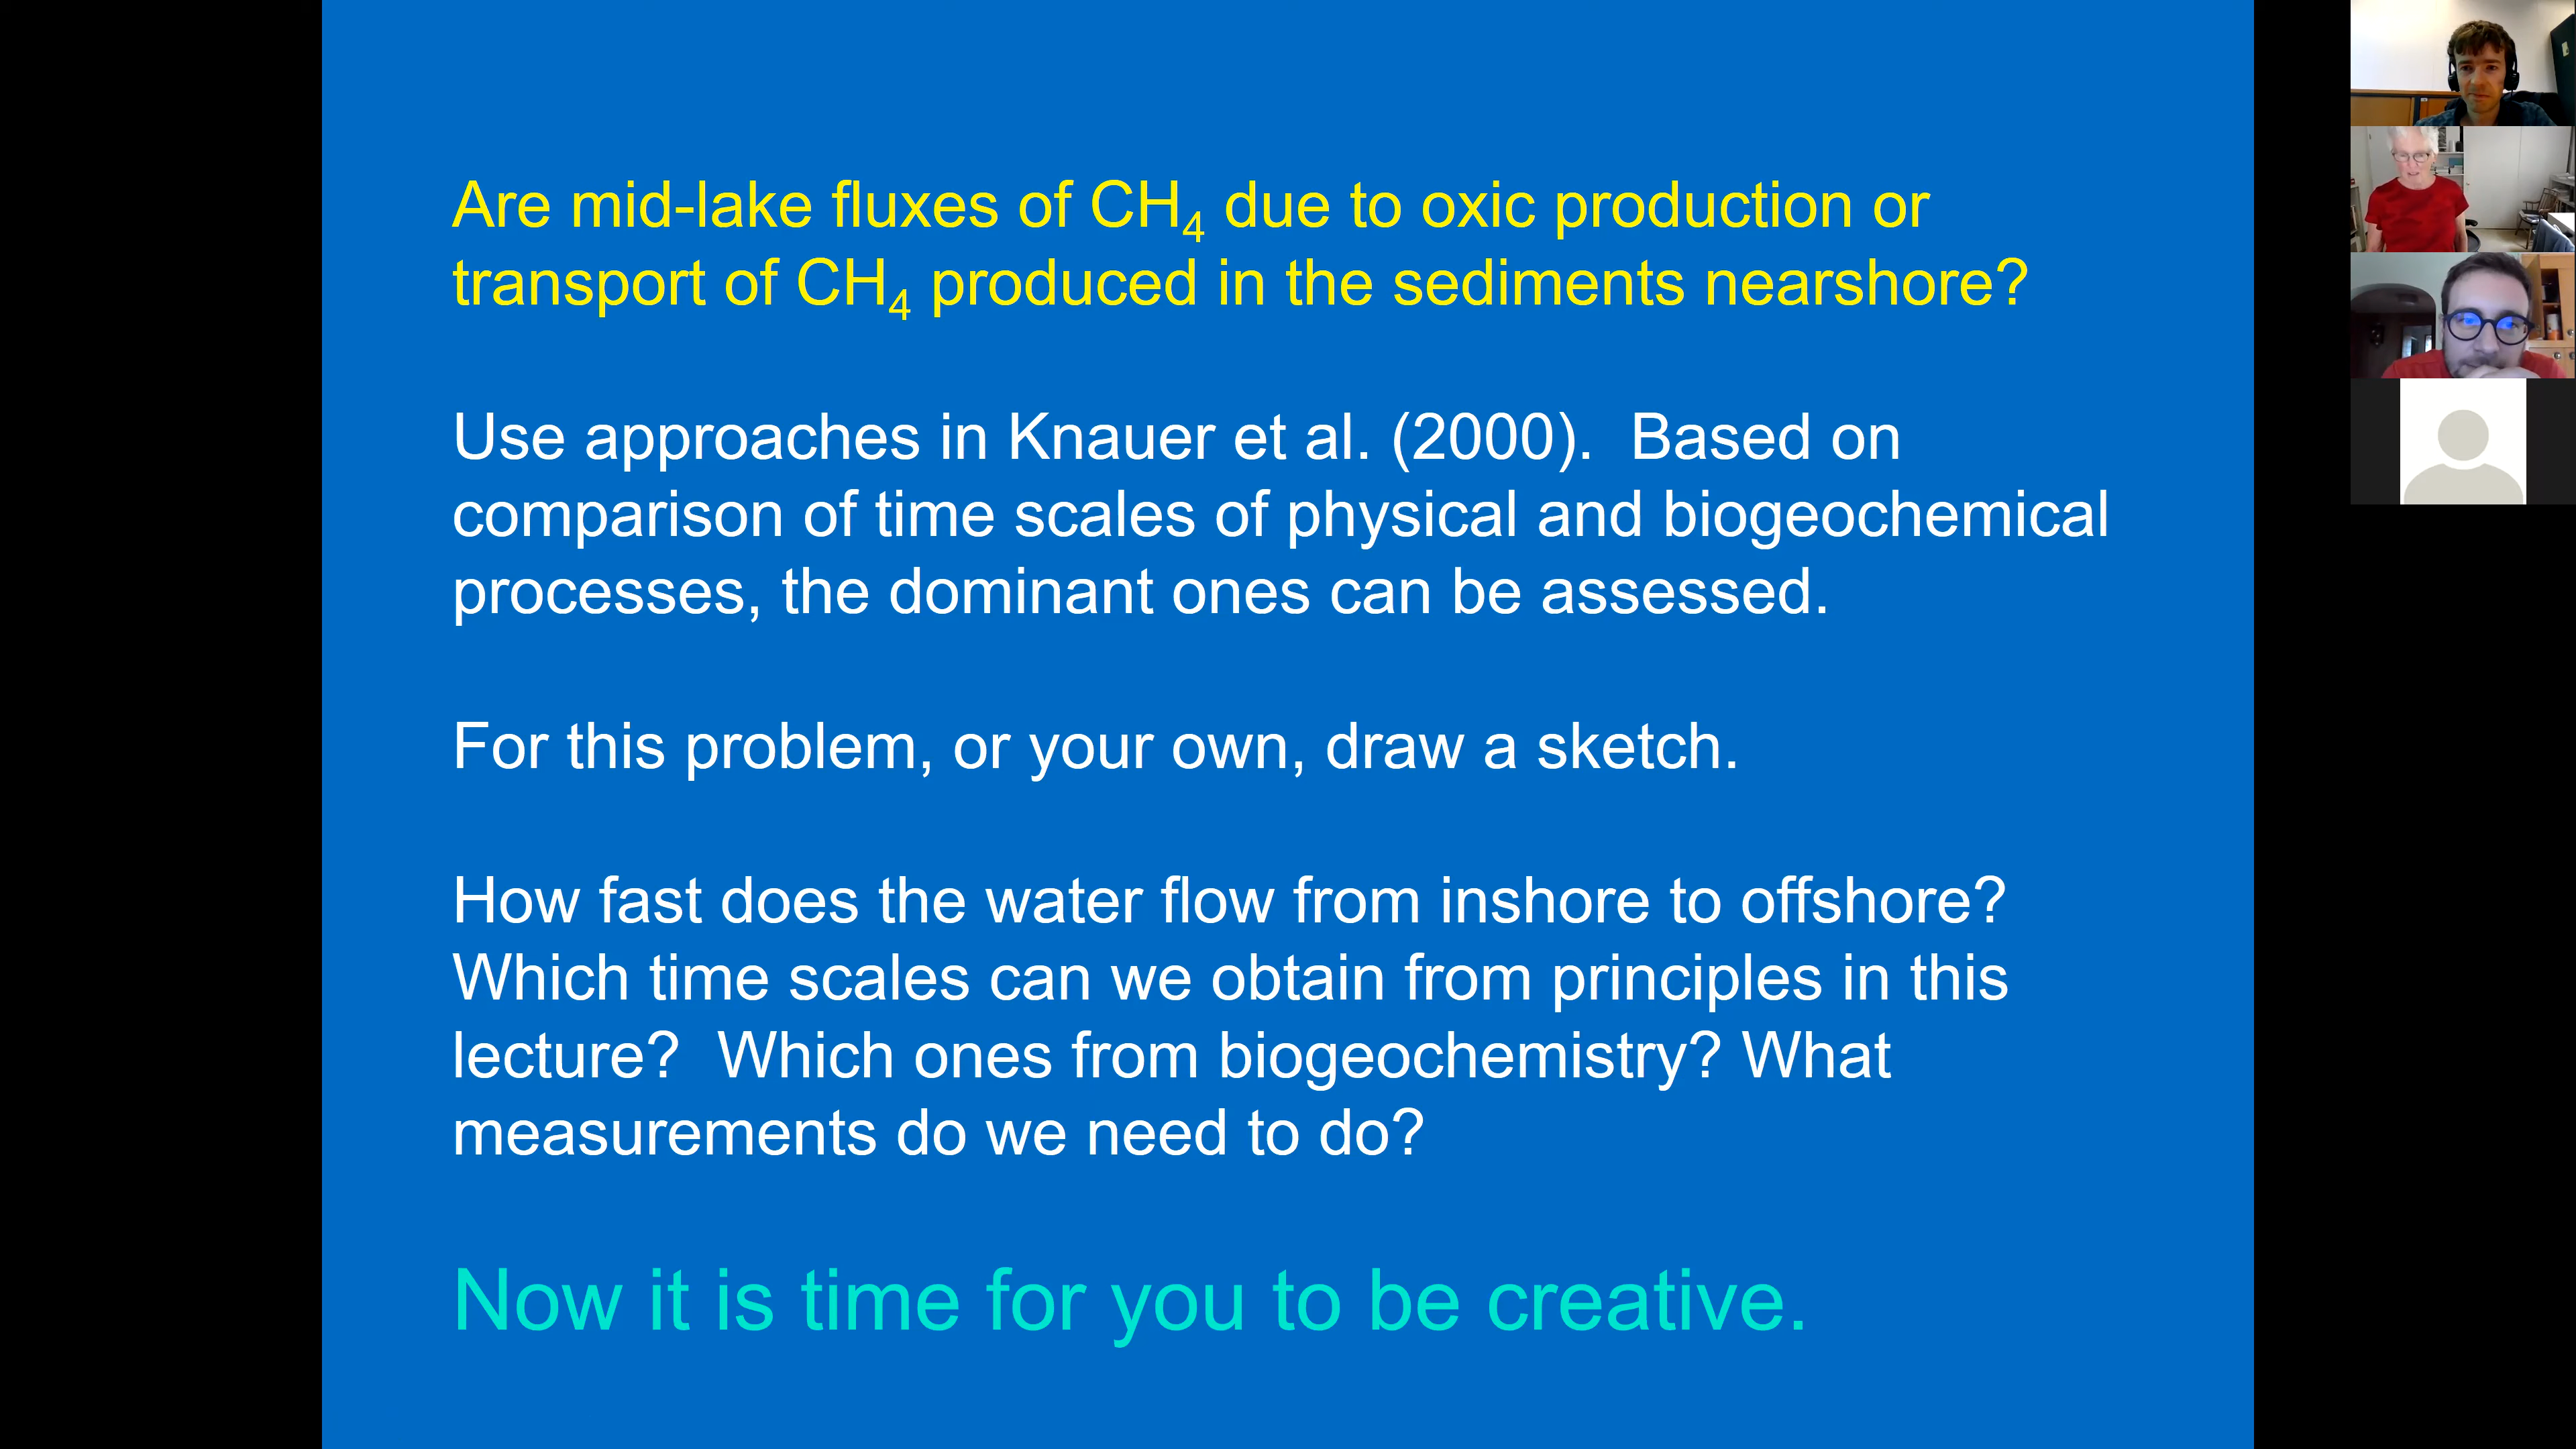 Are mid-lake fluxes of CH₄ due to oxic production or
transport of CH₄ produced in the sediments nearshore?
Use approaches in Knauer et al. (2000).  Based on
comparison of time scales of physical and biogeochemical
processes, the dominant ones can be assessed.
For this problem, or your own, draw a sketch.
How fast does the water flow from inshore to offshore?
Which time scales can we obtain from principles in this
lecture?  Which ones from biogeochemistry? What
measurements do we need to do?
Now it is time for you to be creative.